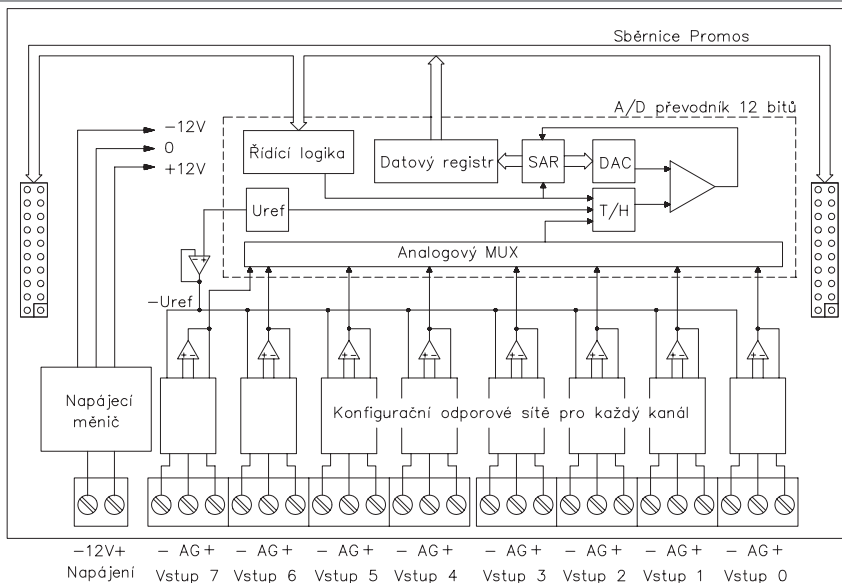 Sběrnice Promos
A/D převodník 12 bitů
-12V
0
+12V
Řídící logika
Datový registr
SAR
DAC
Uref
T/H
Analogový MUX
- +
-Uref
+ - + - + - + - + - + - + - + -
Napájecí
měnič
Konfigurační odporové sítě pro každý kanál
-12V+ - AG + - AG + - AG + - AG + - AG + - AG + - AG + - AG +
Napájení Vstup 7 Vstup 6 Vstup 5 Vstup 4 Vstup 3 Vstup 2 Vstup 1 Vstup 0